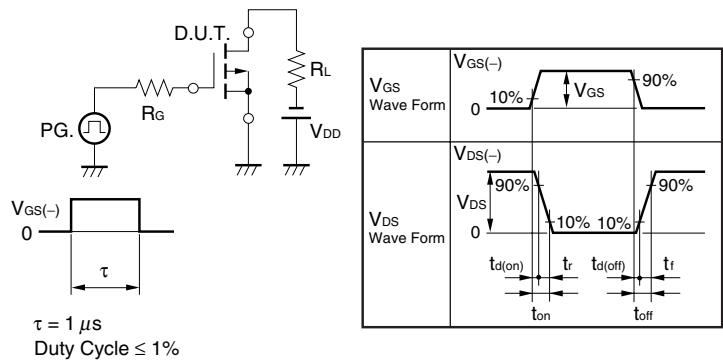 D.U.T.
RL
RG
PG.
VDD
VGS(−)
0
τ
τ = 1 μs
Duty Cycle ≤ 1%
VGS
Wave Form
VGS(−)
10%
0
VGS
90%
VDS
Wave Form
VDS(−)
90%
VDS
0
10%
10%
90%
td(on)
tr
td(off)
tf
ton
toff